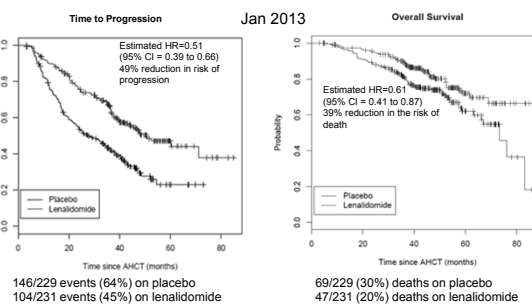 Jan 2013
Time to Progression
Estimated HR=0.51
(95% CI = 0.39 to 0.66)
49% reduction in risk of
progression
1.0
0.8
0.6
0.4
0.2
0.0
Placebo
Lenalidomide
0 20 40 60 80
Time since AHCT (months)
146/229 events (64%) on placebo
104/231 events (45%) on lenalidomide
Overall Survival
Estimated HR=0.61
(95% CI = 0.41 to 0.87)
39% reduction in the risk of
death
Probability
1.0
0.8
0.6
0.4
0.2
0.0
Placebo
Lenalidomide
0 20 40 60 80
Time since AHCT (months)
69/229 (30%) deaths on placebo
47/231 (20%) deaths on lenalidomide